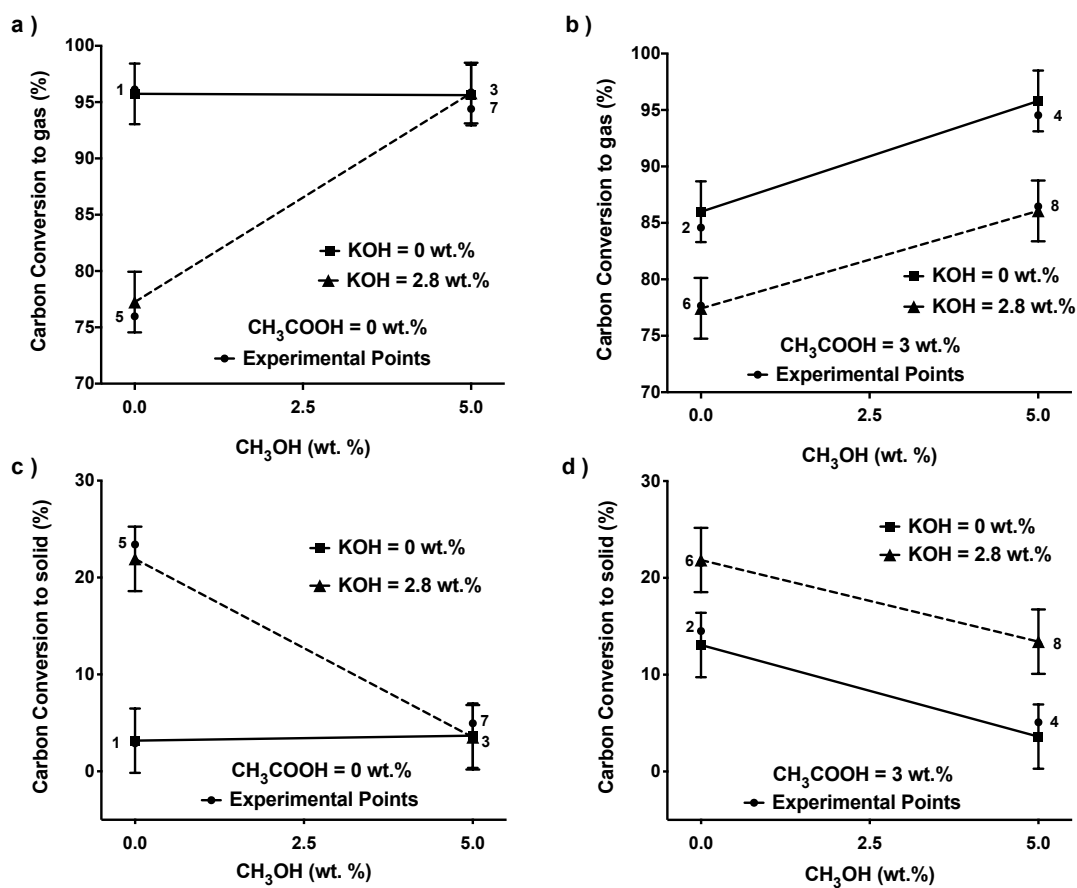 a )
Carbon Conversion to gas (%)
100
95
90
85
80
75
70
1
3
7
5
KOH = 0 wt.%
KOH = 2.8 wt.%
CH₃COOH = 0 wt.%
Experimental Points
0.0
2.5
5.0
CH₃OH (wt. %)
b )
Carbon Conversion to gas (%)
100
95
90
85
80
75
70
4
2
8
6
KOH = 0 wt.%
KOH = 2.8 wt.%
CH₃COOH = 3 wt.%
Experimental Points
0.0
2.5
5.0
CH₃OH (wt. %)
c )
Carbon Conversion to solid (%)
30
20
10
0
5
1
7
3
KOH = 0 wt.%
KOH = 2.8 wt.%
CH₃COOH = 0 wt.%
Experimental Points
0.0
2.5
5.0
CH₃OH (wt. %)
d )
Carbon Conversion to solid (%)
30
20
10
0
6
2
8
4
KOH = 0 wt.%
KOH = 2.8 wt.%
CH₃COOH = 3 wt.%
Experimental Points
0.0
2.5
5.0
CH₃OH (wt. %)